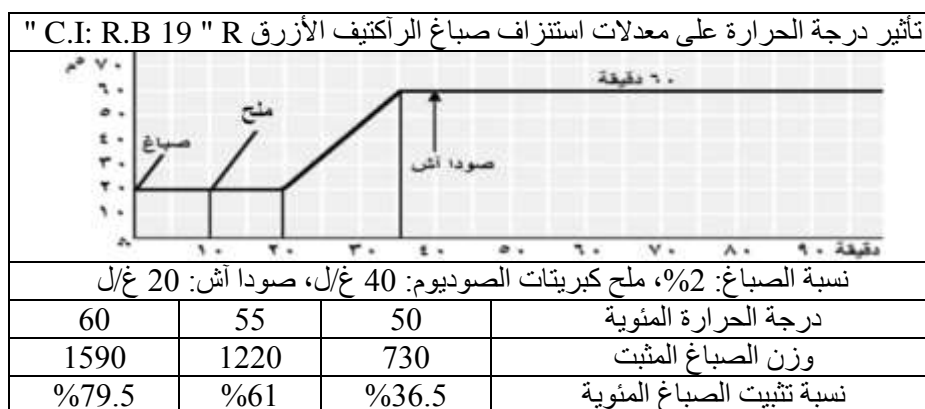 تأثير درجة الحرارة على معدلات استنزاف صباغ الرآكتيف الأزرق C.I: R.B 19 " R "
٧٠ °م
٦٠
٥٠
٤٠
٣٠
٢٠
١٠
٠
صباغ
ملح
صودا آش
٦٠ دقيقة
١٠ ٢٠ ٣٠ ٤٠ ٥٠ ٦٠ ٧٠ ٨٠ ٩٠ دقيقة
نسبة الصباغ: 2%، ملح كبريتات الصوديوم: 40 غ/ل، صودا آش: 20 غ/ل
درجة الحرارة المئوية 50 55 60
وزن الصباغ المثبت 730 1220 1590
نسبة تثبيت الصباغ المئوية %36.5 %61 %79.5